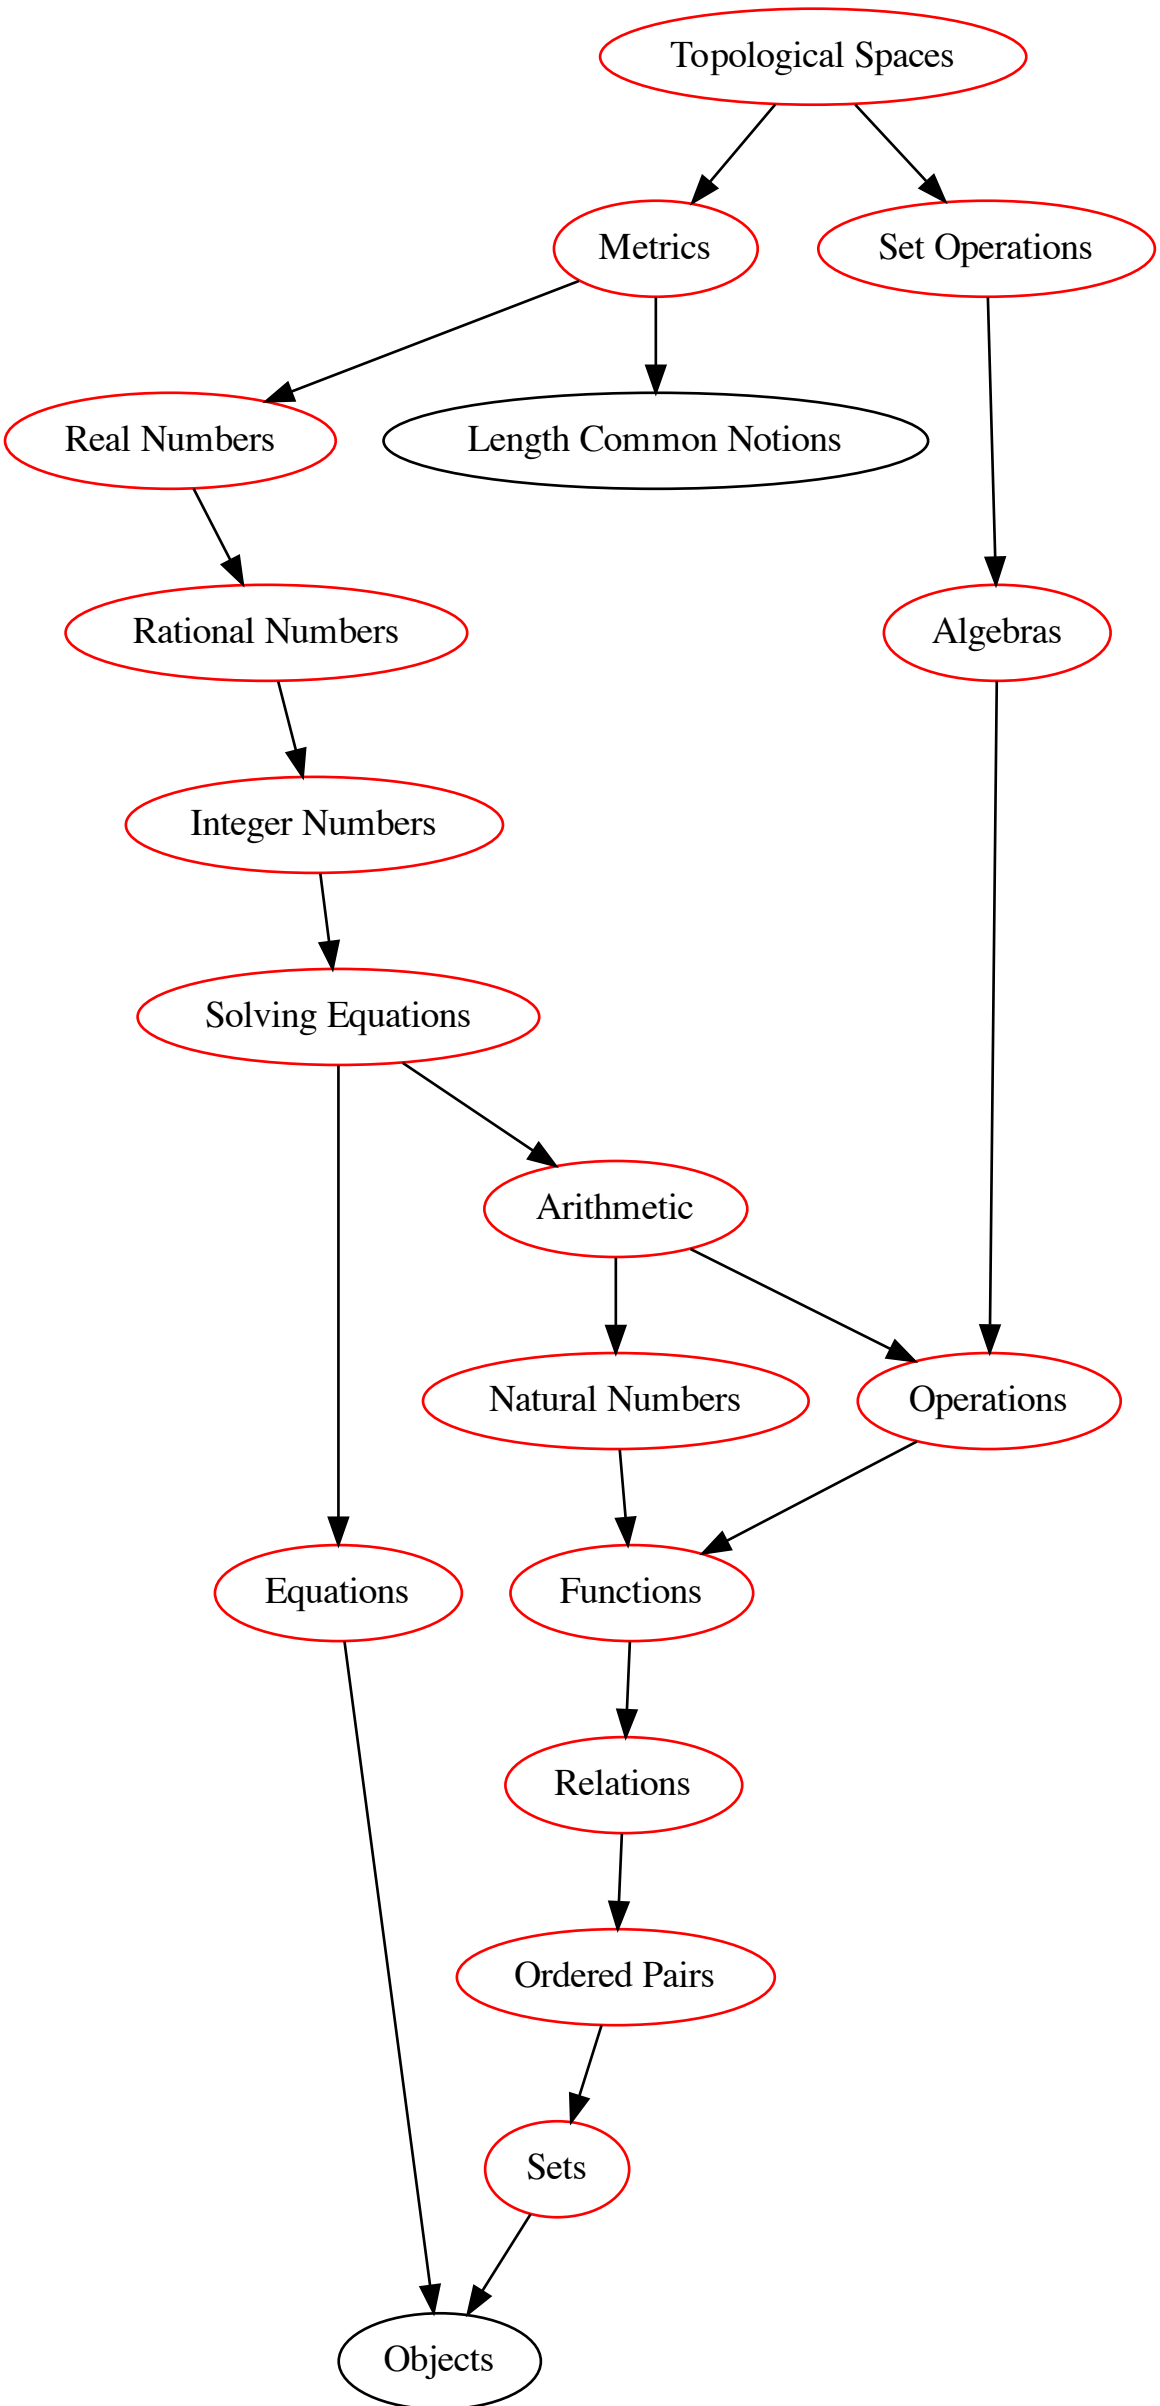 Topological Spaces
Metrics
Set Operations
Real Numbers
Length Common Notions
Rational Numbers
Algebras
Integer Numbers
Solving Equations
Arithmetic
Natural Numbers
Operations
Equations
Functions
Relations
Ordered Pairs
Sets
Objects